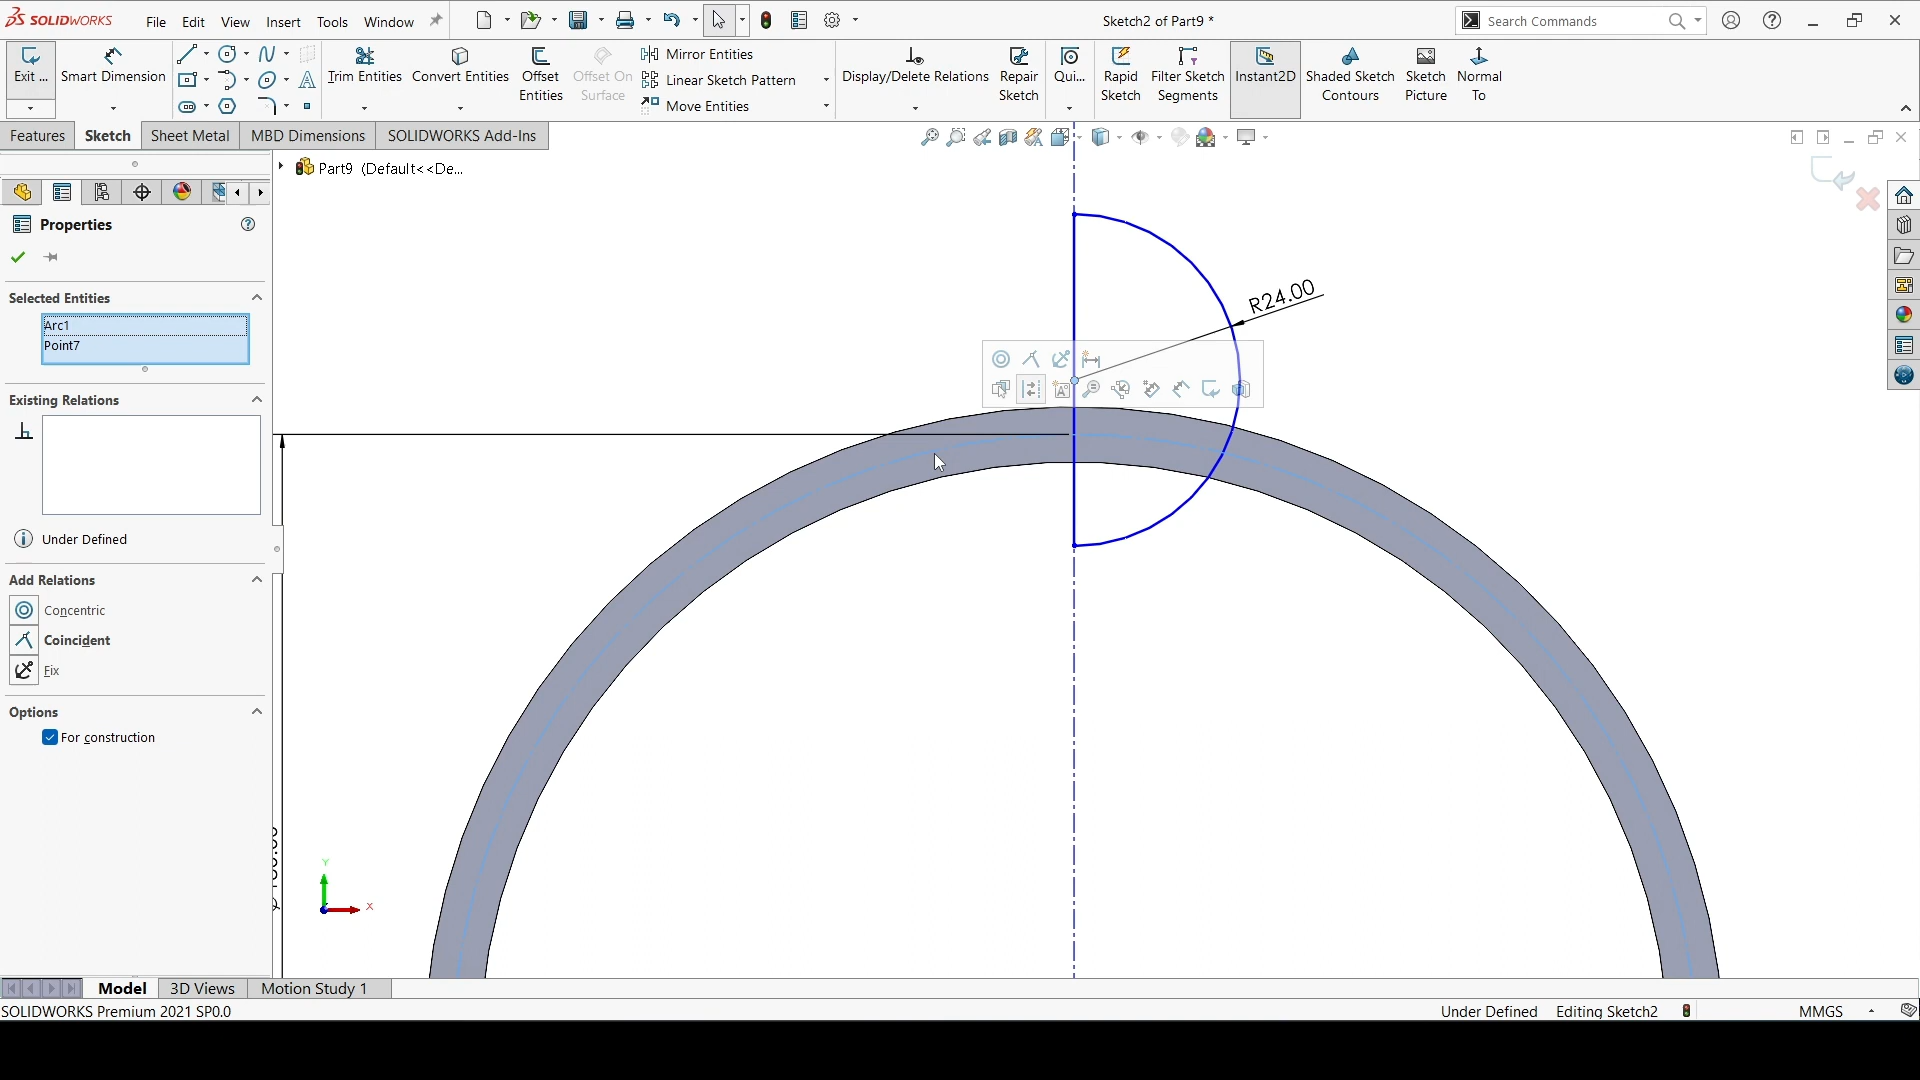 SOLIDWORKS
File Edit View Insert Tools Window
Sketch2 of Part9 *
Search Commands
Exit ...
Smart Dimension
Trim Entities
Convert Entities
Offset Entities
Offset On Surface
Mirror Entities
Linear Sketch Pattern
Move Entities
Display/Delete Relations
Repair Sketch
Qui...
Rapid Sketch
Filter Sketch Segments
Instant2D
Shaded Sketch Contours
Sketch Picture
Normal To
Features Sketch Sheet Metal MBD Dimensions SOLIDWORKS Add-Ins
Part9 (Default<<De...
Properties
Selected Entities
Arc1
Point7
Existing Relations
Under Defined
Add Relations
Concentric
Coincident
Fix
Options
For construction
R24.00
Y
X
Model 3D Views Motion Study 1
SOLIDWORKS Premium 2021 SP0.0
Under Defined Editing Sketch2 MMGS